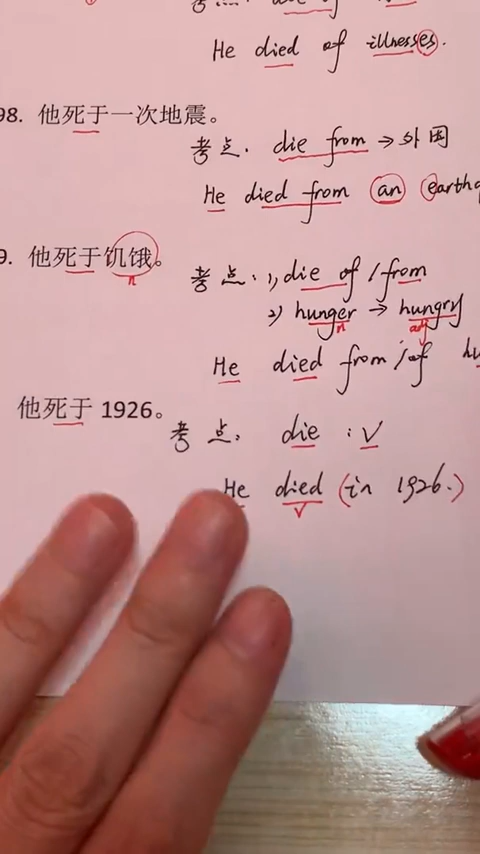 He died of illnesses.
98. 他死于一次地震。
考点. die from → 外因
He died from an
9. 他死于饥饿。
考点: 1), die of / from
2) hunger → hungry
n adj
He died from / of
他死于 1926。
考点: die : v
He died (in 1926.)
v